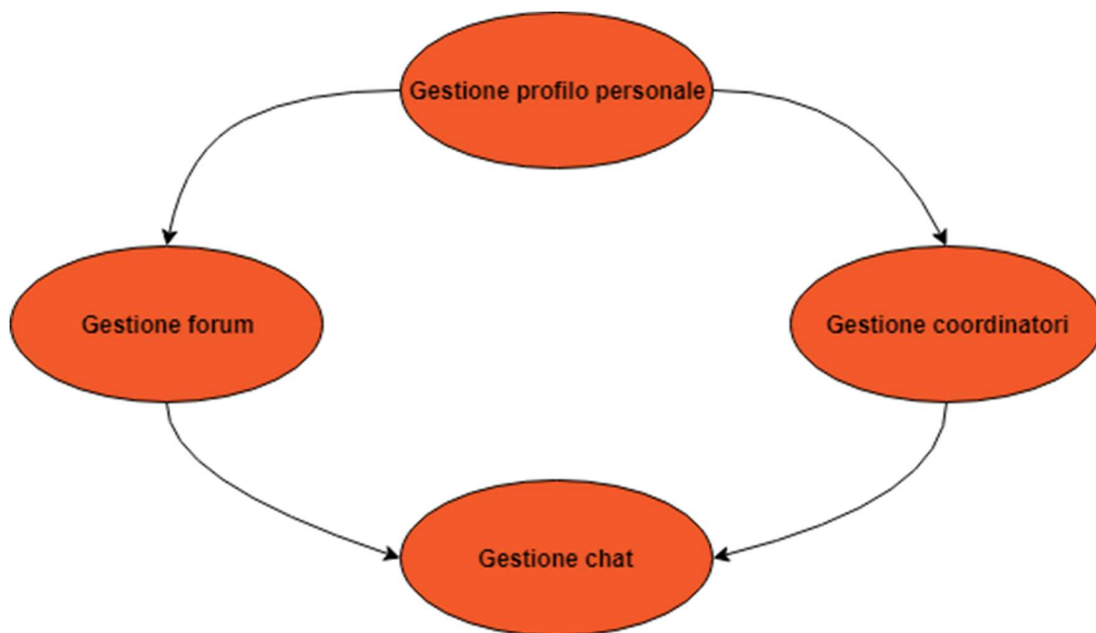 Gestione profilo personale
Gestione forum
Gestione coordinatori
Gestione chat